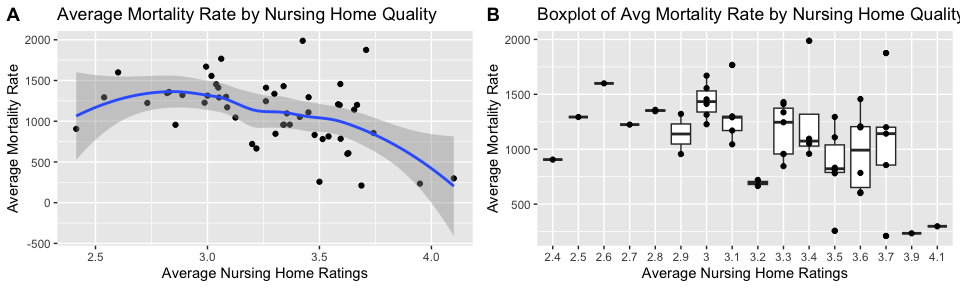 A
Average Mortality Rate by Nursing Home Quality
Average Mortality Rate
2000
1500
1000
500
0
-500
2.5 3.0 3.5 4.0
Average Nursing Home Ratings
B
Boxplot of Avg Mortality Rate by Nursing Home Quality
Average Mortality Rate
2000
1500
1000
500
2.4 2.5 2.6 2.7 2.8 2.9 3 3.1 3.2 3.3 3.4 3.5 3.6 3.7 3.9 4.1
Average Nursing Home Ratings